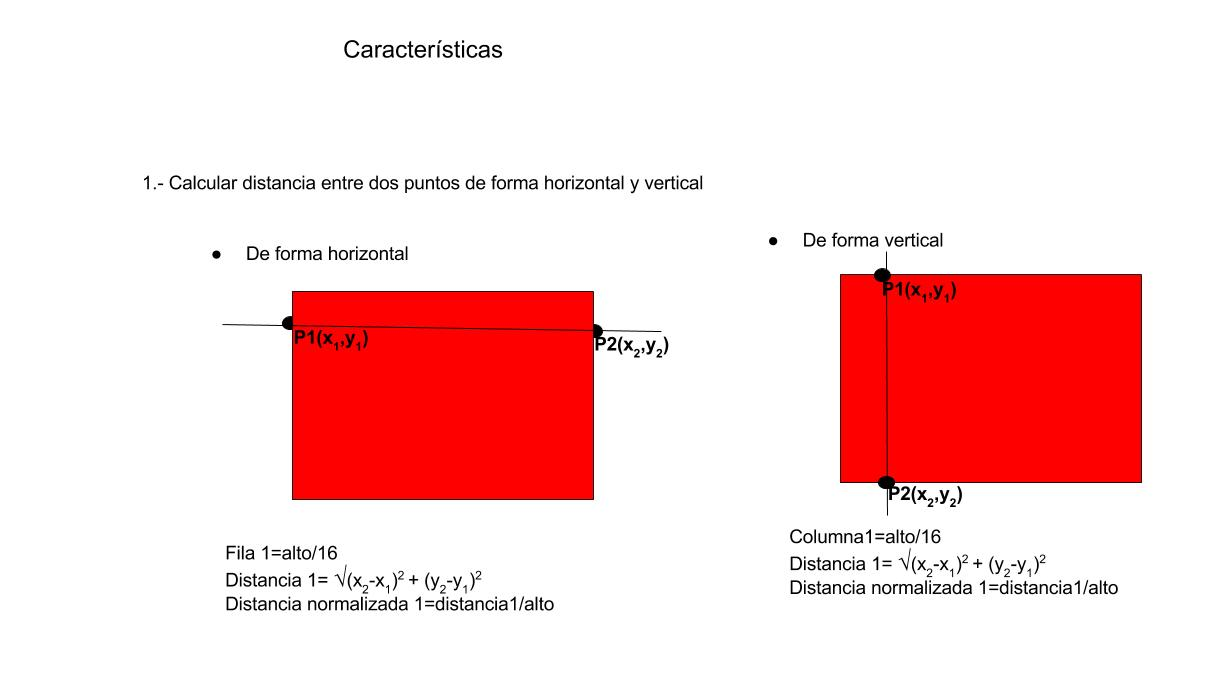 Características
1.- Calcular distancia entre dos puntos de forma horizontal y vertical
● De forma horizontal
P1(x₁,y₁)
P2(x₂,y₂)
Fila 1=alto/16
Distancia 1= √(x₂-x₁)² + (y₂-y₁)²
Distancia normalizada 1=distancia1/alto
● De forma vertical
P1(x₁,y₁)
P2(x₂,y₂)
Columna1=alto/16
Distancia 1= √(x₂-x₁)² + (y₂-y₁)²
Distancia normalizada 1=distancia1/alto